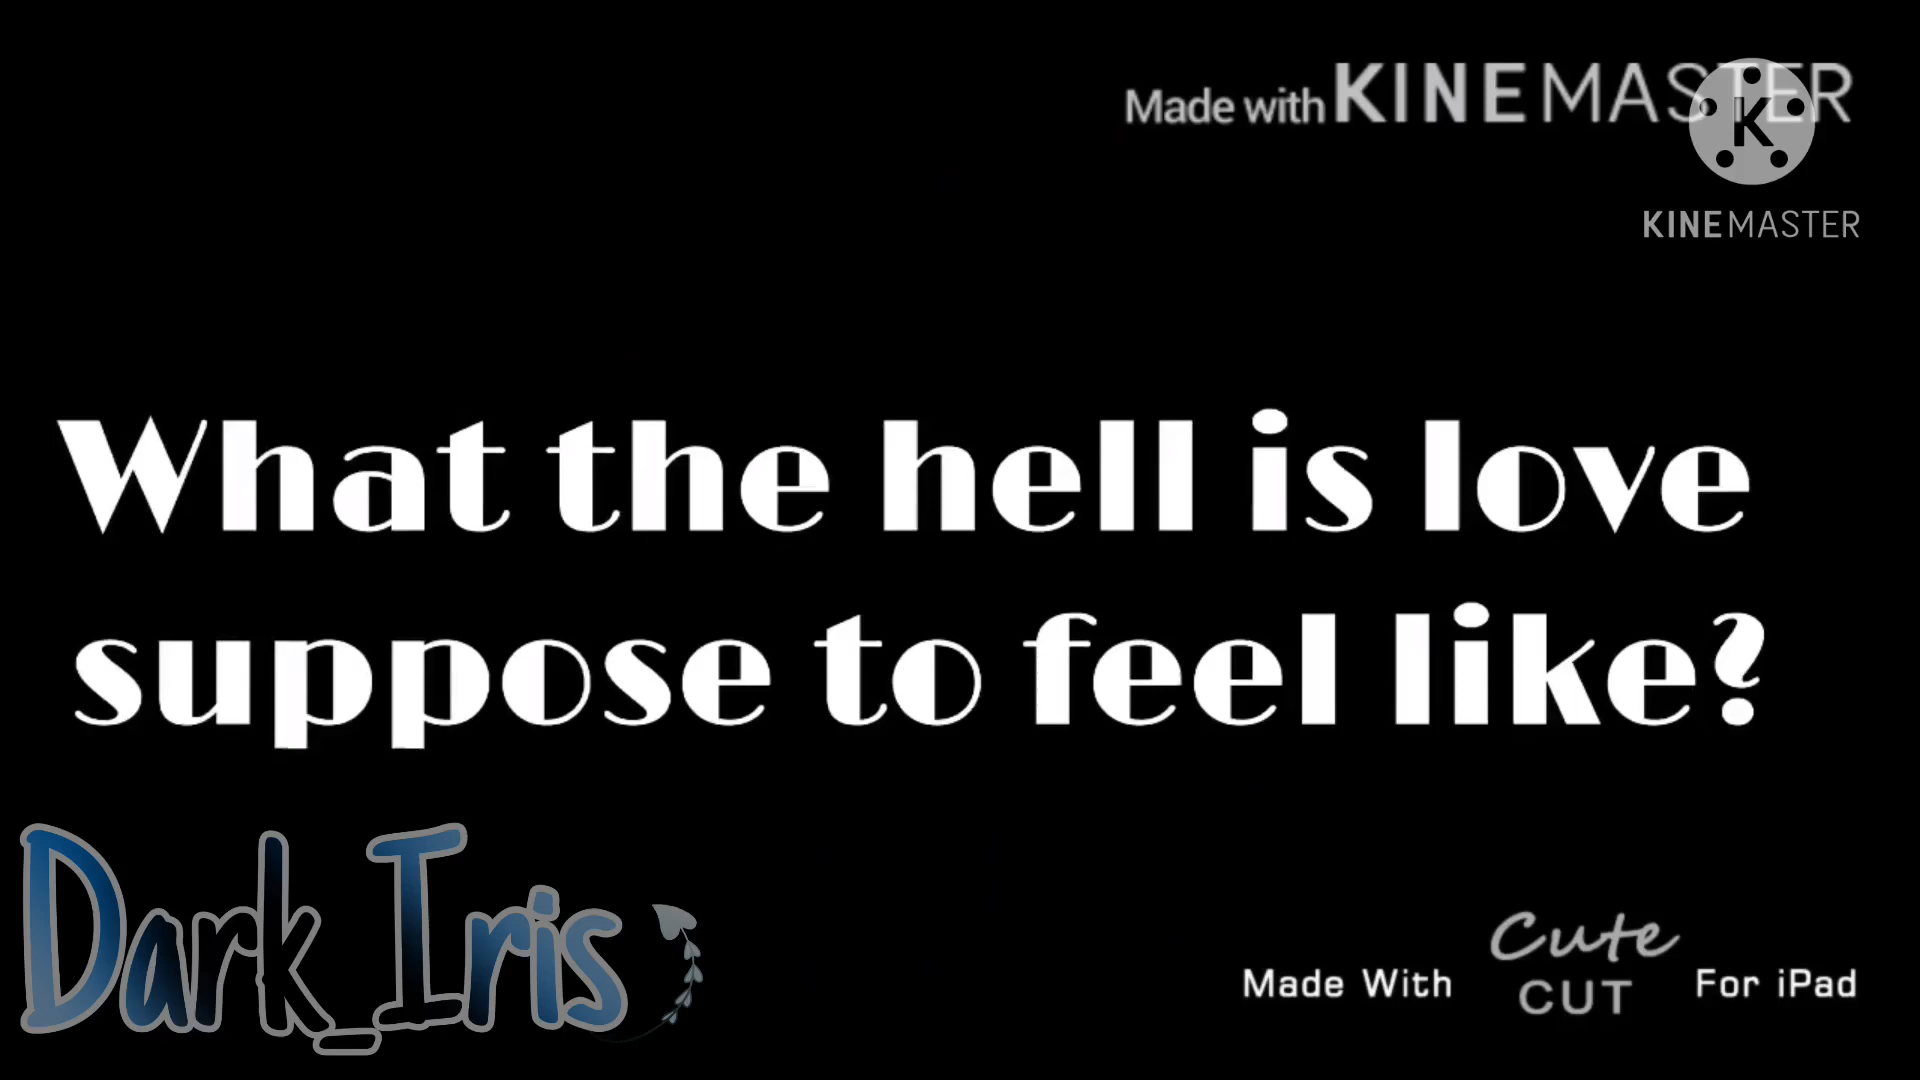 Made with KINEMASTER
K
KINEMASTER
What the hell is love
suppose to feel like?
Dark_Iris
Made With Cute CUT For iPad